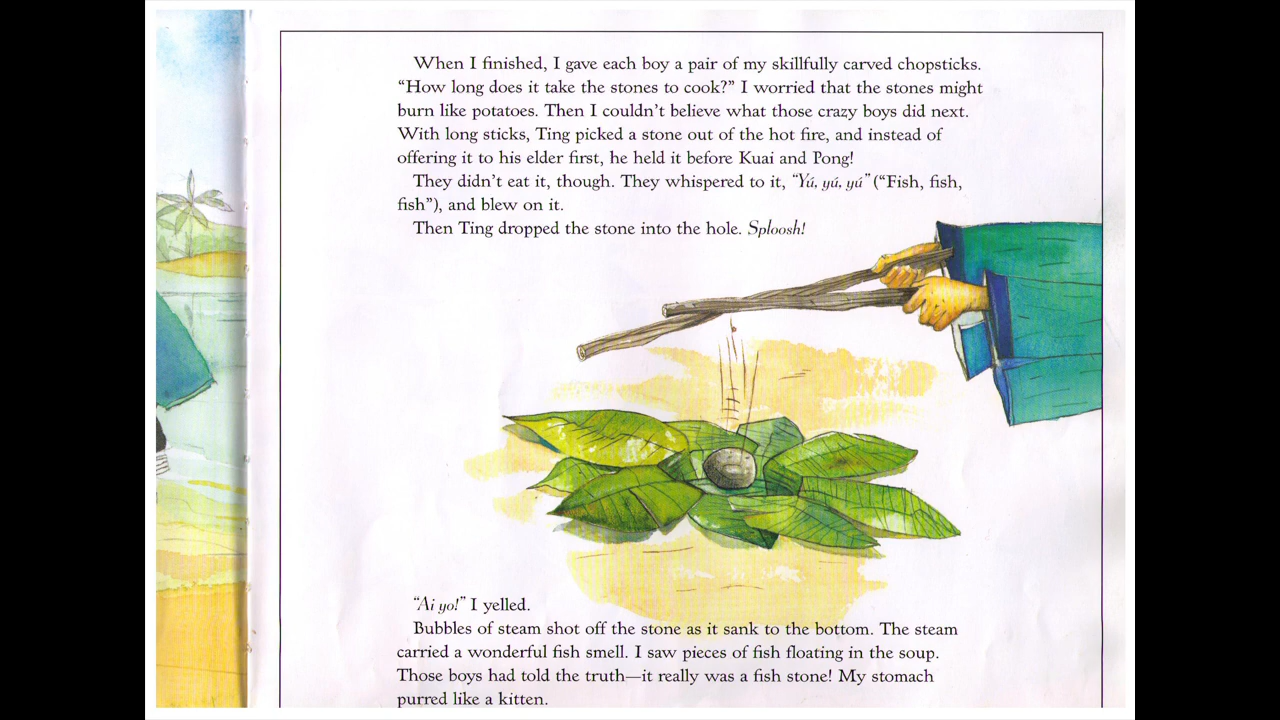 When I finished, I gave each boy a pair of my skillfully carved chopsticks.
“How long does it take the stones to cook?” I worried that the stones might
burn like potatoes. Then I couldn’t believe what those crazy boys did next.
With long sticks, Ting picked a stone out of the hot fire, and instead of
offering it to his elder first, he held it before Kuai and Pong!
They didn’t eat it, though. They whispered to it, “Yú, yú, yú” (“Fish, fish,
fish”), and blew on it.
Then Ting dropped the stone into the hole. Sploosh!
“Ai yo!” I yelled.
Bubbles of steam shot off the stone as it sank to the bottom. The steam
carried a wonderful fish smell. I saw pieces of fish floating in the soup.
Those boys had told the truth—it really was a fish stone! My stomach
purred like a kitten.